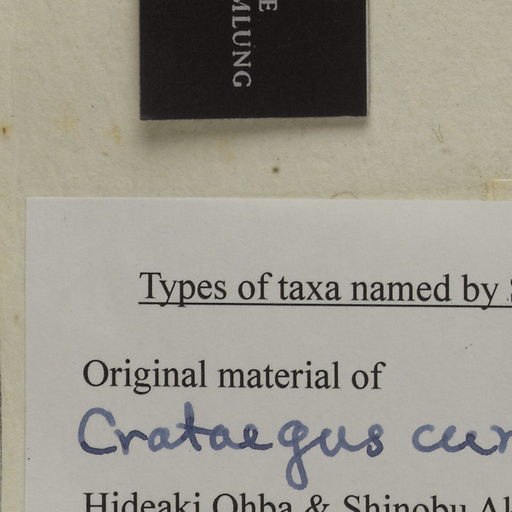 Types of taxa named by
Original material of
Crataegus
Hideaki Ohba & Shinobu